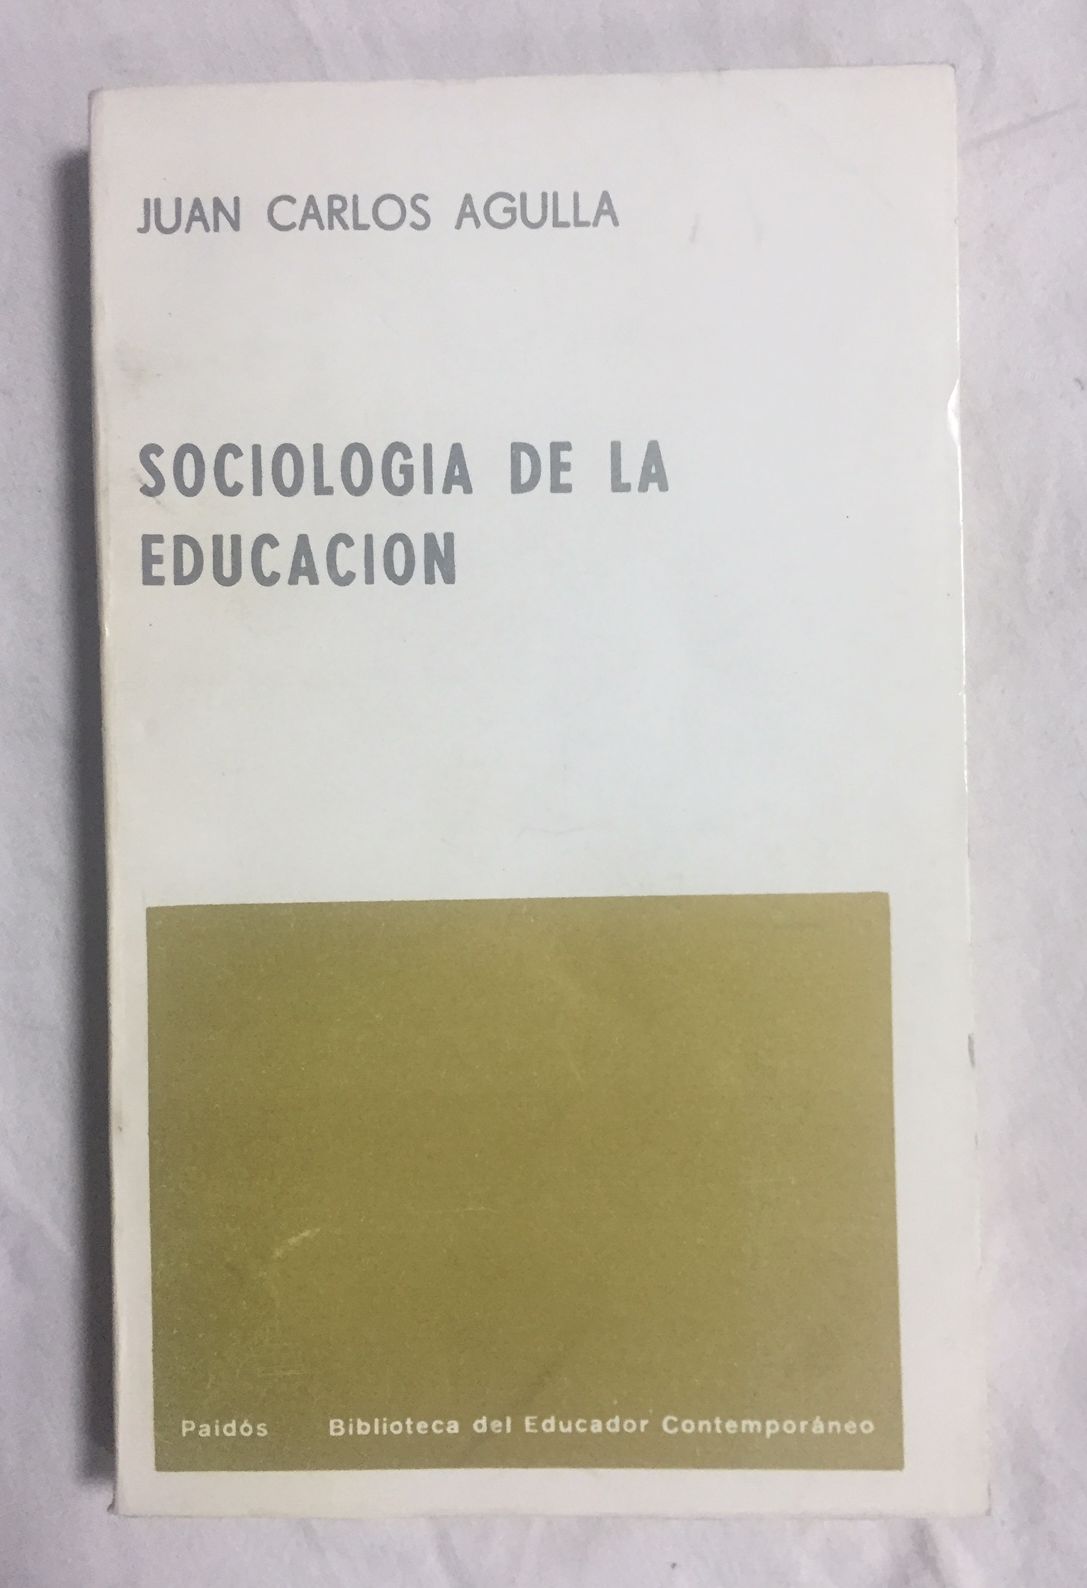 JUAN CARLOS AGULLA
SOCIOLOGIA DE LA
EDUCACION
Paidós Biblioteca del Educador Contemporáneo